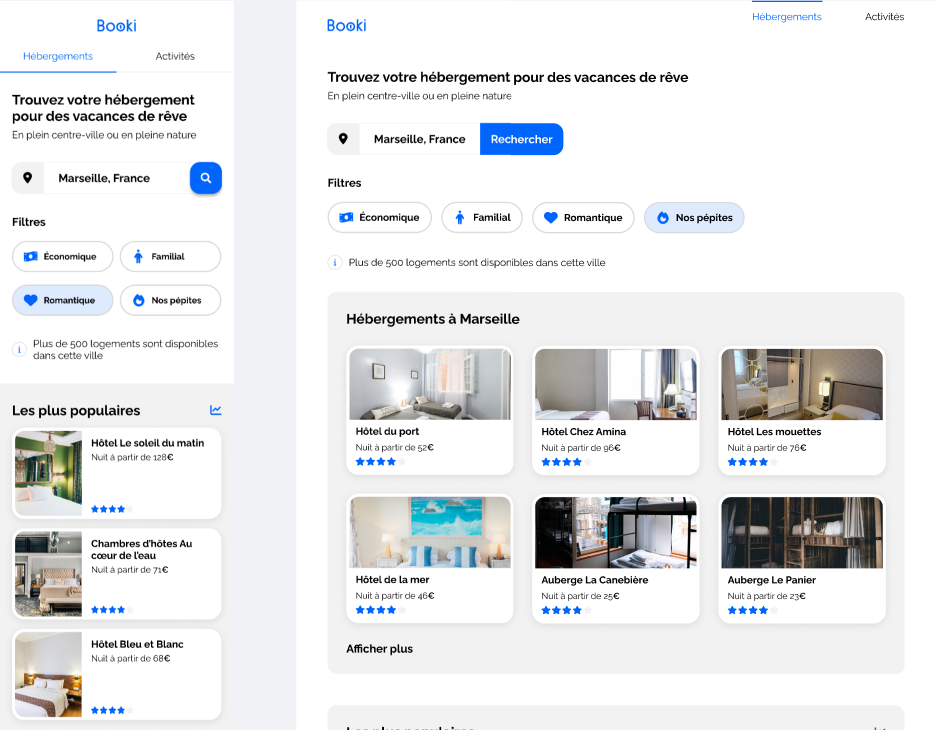 Booki
Hébergements
Activités
Trouvez votre hébergement
pour des vacances de rêve
En plein centre-ville ou en pleine nature
Marseille, France
Filtres
Économique
Familial
Romantique
Nos pépites
Plus de 500 logements sont disponibles
dans cette ville
Les plus populaires
Hôtel Le soleil du matin
Nuit à partir de 128€
Chambres d'hôtes Au
cœur de l'eau
Nuit à partir de 71€
Hôtel Bleu et Blanc
Nuit à partir de 68€
Booki
Hébergements
Activités
Trouvez votre hébergement pour des vacances de rêve
En plein centre-ville ou en pleine nature
Marseille, France
Rechercher
Filtres
Économique
Familial
Romantique
Nos pépites
Plus de 500 logements sont disponibles dans cette ville
Hébergements à Marseille
Hôtel du port
Nuit à partir de 52€
Hôtel Chez Amina
Nuit à partir de 96€
Hôtel Les mouettes
Nuit à partir de 76€
Hôtel de la mer
Nuit à partir de 46€
Auberge La Canebière
Nuit à partir de 25€
Auberge Le Panier
Nuit à partir de 23€
Afficher plus